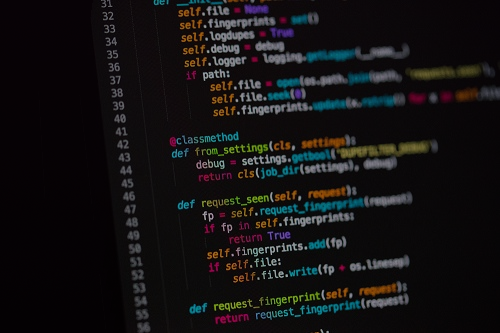 31 def __init__(self,
32 self.file = None
33 self.fingerprints = set()
34 self.logdupes = True
35 self.debug = debug
36 self.logger = logging.getLogger(__name__)
37 if path:
38 self.file = open(os.path.join(path, 'requests.seen'),
39 self.file.seek(0)
40 self.fingerprints.update( for in
41
42 @classmethod
43 def from_settings(cls, settings):
44 debug = settings.getbool('DUPEFILTER_DEBUG')
45 return cls(job_dir(settings), debug)
46
47 def request_seen(self, request):
48 fp = self.request_fingerprint(request)
49 if fp in self.fingerprints:
50 return True
51 self.fingerprints.add(fp)
52 if self.file:
53 self.file.write(fp + os.linesep)
54
55 def request_fingerprint(self, request):
56 return request_fingerprint(request)